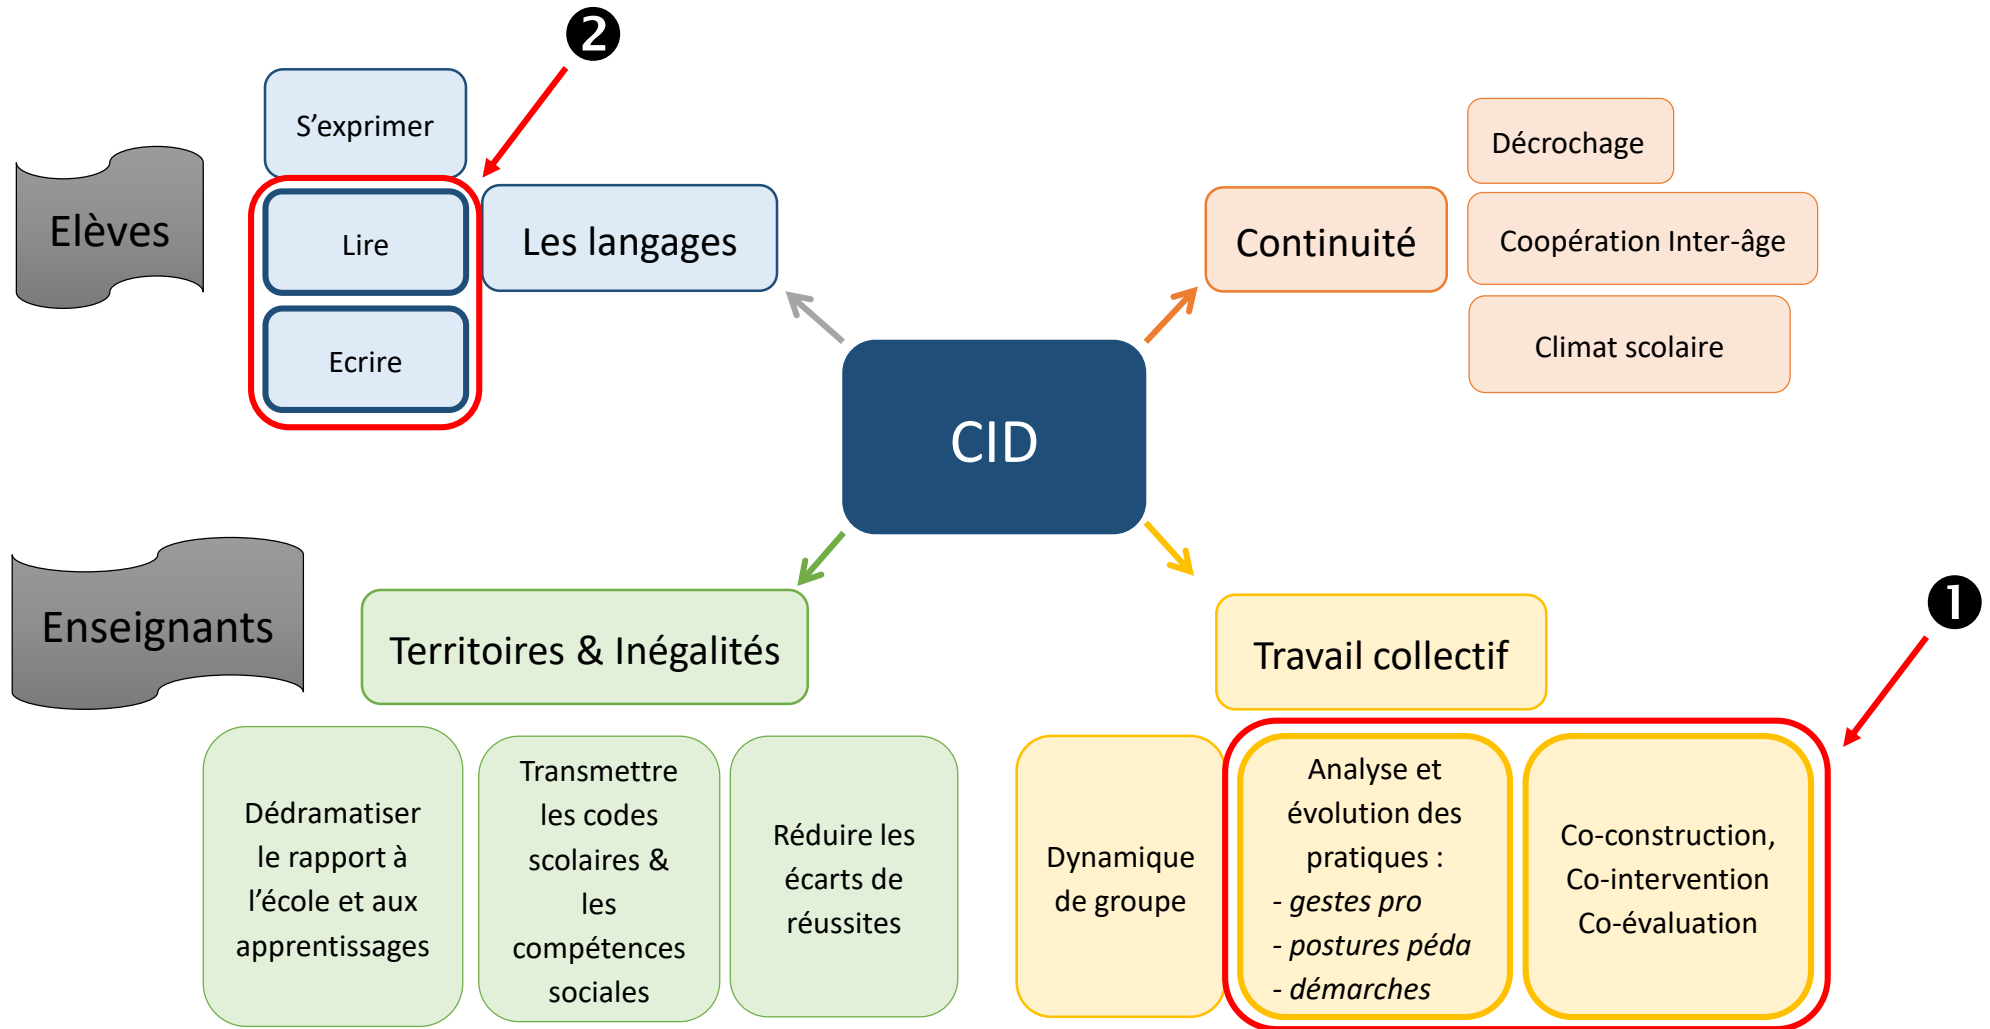 ❷
S'exprimer
Elèves
Lire
Les langages
Ecrire
Décrochage
Continuité
Coopération Inter-âge
Climat scolaire
CID
Enseignants
Territoires & Inégalités
Dédramatiser
le rapport à
l'école et aux
apprentissages
Transmettre
les codes
scolaires &
les
compétences
sociales
Réduire les
écarts de
réussites
❶
Travail collectif
Dynamique
de groupe
Analyse et
évolution des
pratiques :
- gestes pro
- postures péda
- démarches
Co-construction,
Co-intervention
Co-évaluation